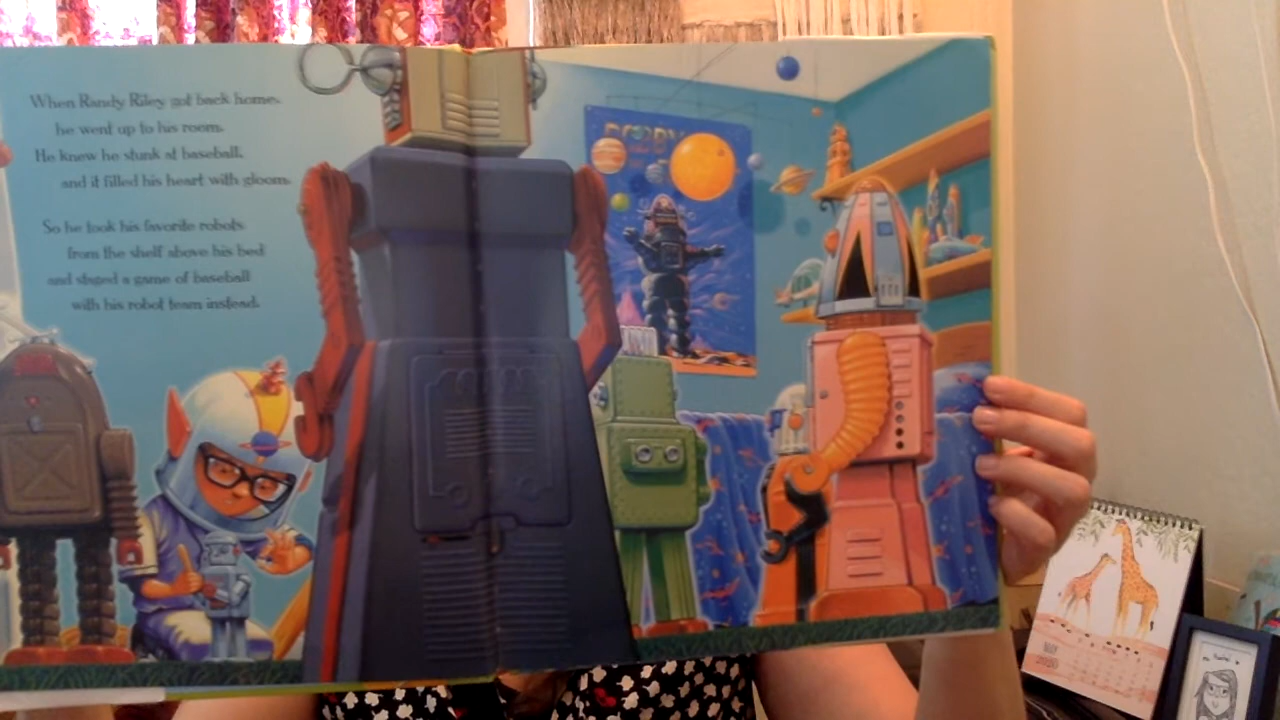 When Randy Riley got back home,
he went up to his room.
He knew he stunk at baseball,
and it filled his heart with gloom.
So he took his favorite robots
from the shelf above his bed
and staged a game of baseball
with his robot team instead.
ROBBY
2020